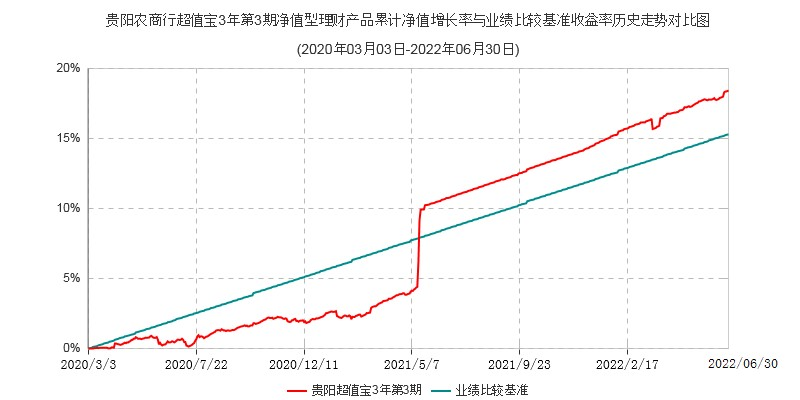 贵阳农商行超值宝3年第3期净值型理财产品累计净值增长率与业绩比较基准收益率历史走势对比图
(2020年03月03日-2022年06月30日)
20%
15%
10%
5%
0%
2020/3/3 2020/7/22 2020/12/11 2021/5/7 2021/9/23 2022/2/17 2022/06/30
贵阳超值宝3年第3期 业绩比较基准